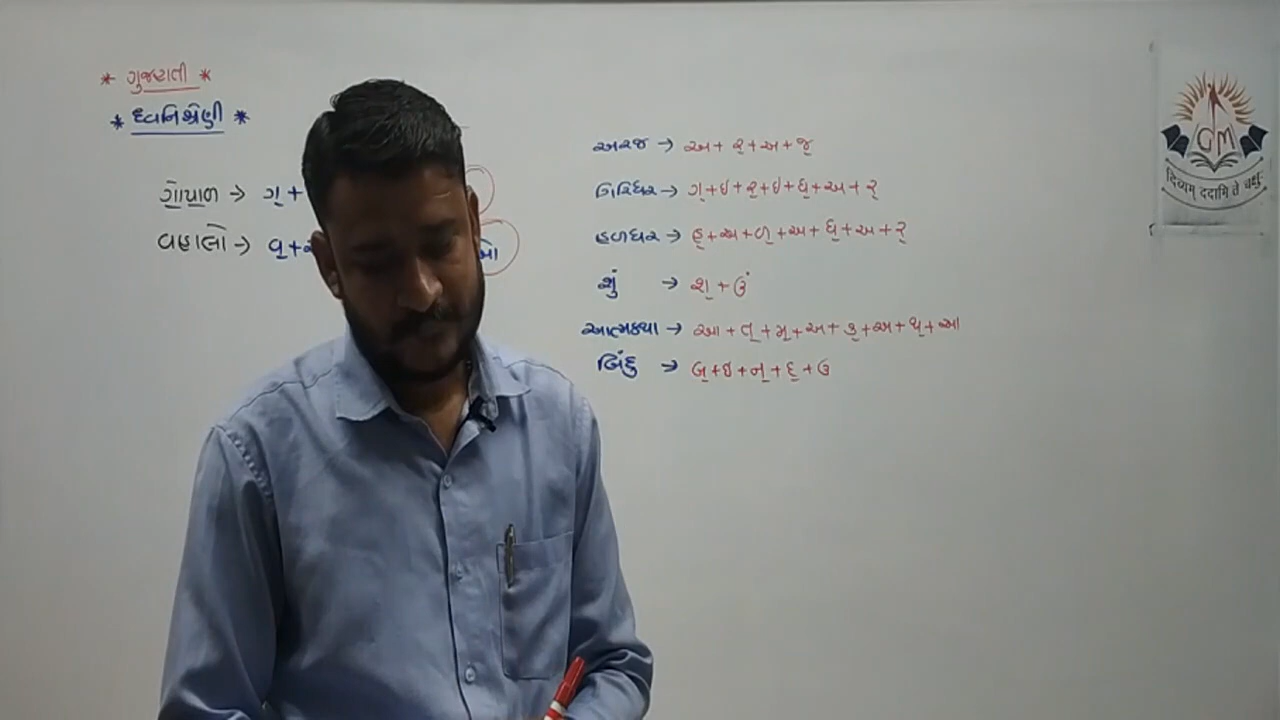 * ગુજરાતી *
* ધ્વનિશ્રેણી *
ગોપાળ → ગ્ +
વહાલો → વ્ +
અરજ → અ + ર્ + અ + જ્
ગિરિધર → ગ્ + ઇ + ર્ + ઇ + ધ્ + અ + ર્
હળધર → હ્ + અ + ળ્ + અ + ધ્ + અ + ર્
શું → શ્ + ઉં
આત્મકથા → આ + ત્ + મ્ + અ + ક્ + અ + થ્ + આ
બિંદુ → બ્ + ઇ + ન્ + દ્ + ઉ
GM
દિવ્યમ્ દદામિ તે ચક્ષુઃ